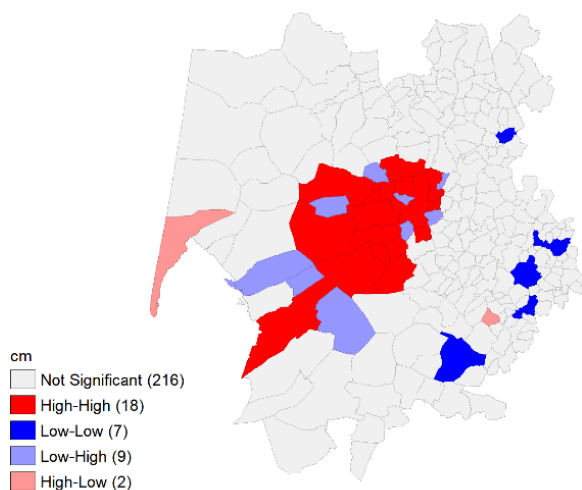 cm
Not Significant (216)
High-High (18)
Low-Low (7)
Low-High (9)
High-Low (2)